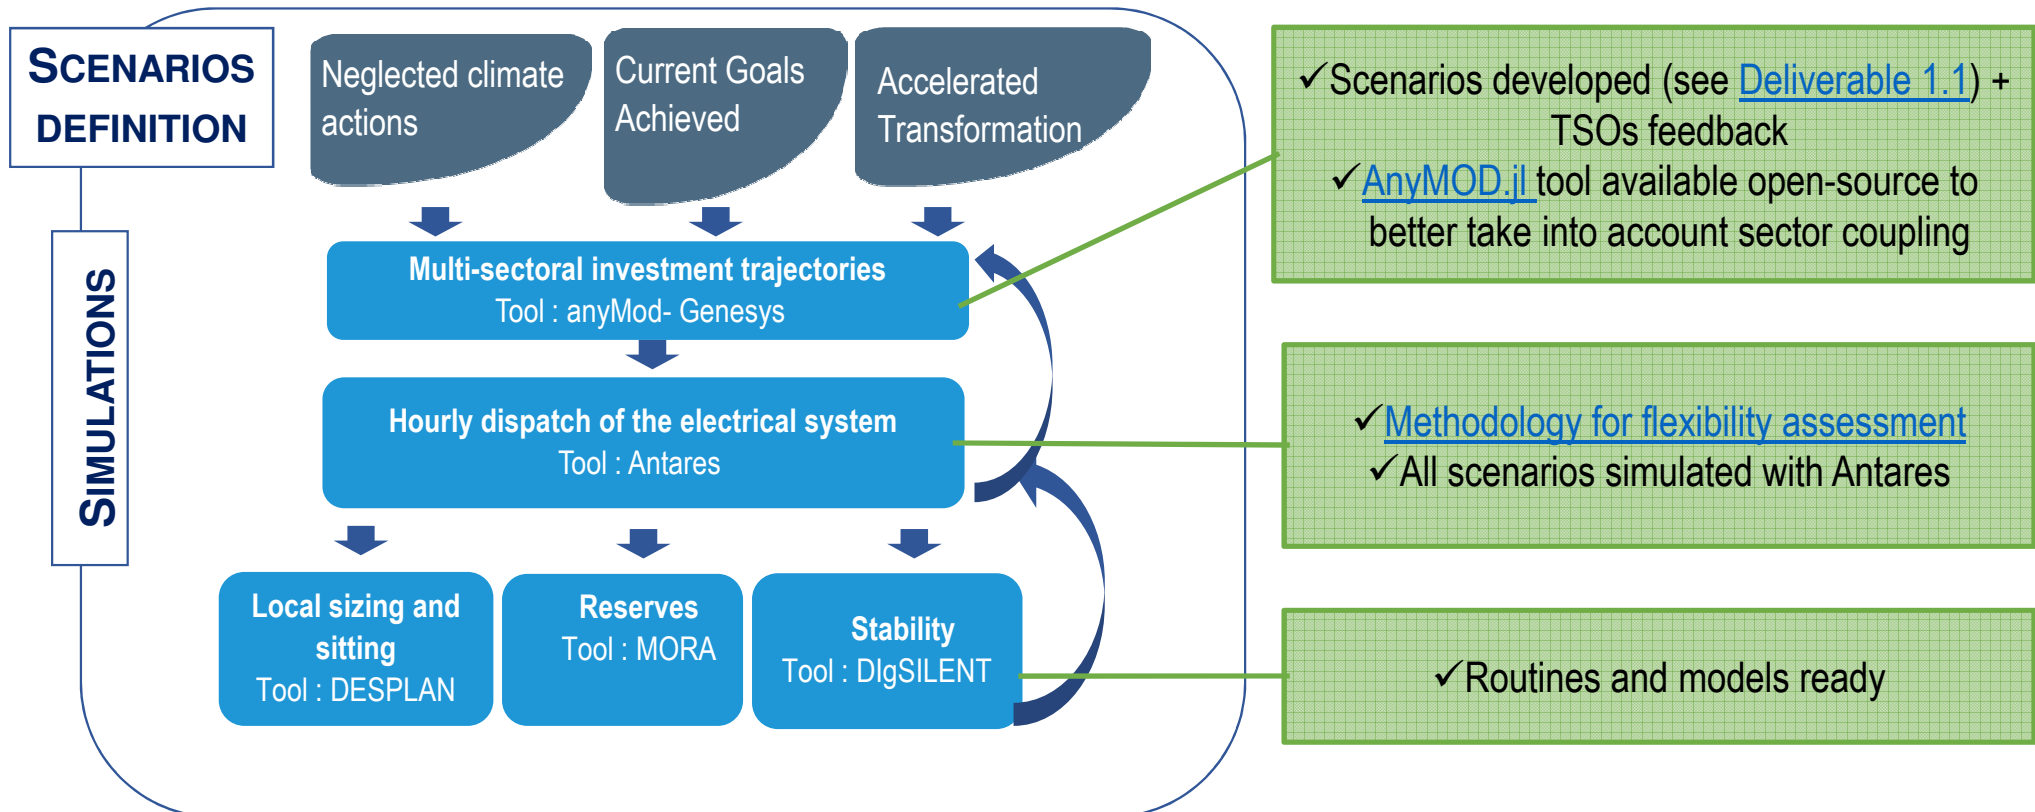 SCENARIOS
DEFINITION
Neglected climate
actions
Current Goals
Achieved
Accelerated
Transformation
Multi-sectoral investment trajectories
Tool : anyMod- Genesys
SIMULATIONS
Hourly dispatch of the electrical system
Tool : Antares
Local sizing and
sitting
Tool : DESPLAN
Reserves
Tool : MORA
Stability
Tool : DIgSILENT
✓Scenarios developed (see Deliverable 1.1) +
TSOs feedback
✓AnyMOD.jl tool available open-source to
better take into account sector coupling
✓Methodology for flexibility assessment
✓All scenarios simulated with Antares
✓Routines and models ready